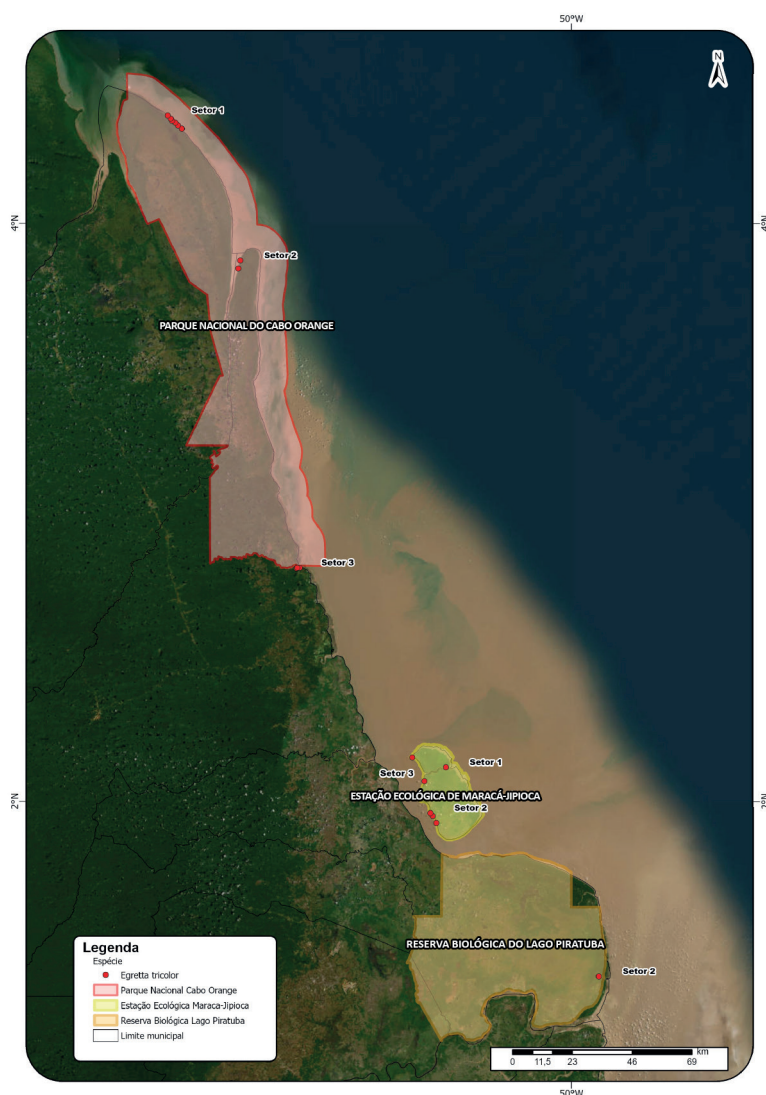 50°W
N
Setor 1
4°N
4°N
Setor 2
PARQUE NACIONAL DO CABO ORANGE
Setor 3
Setor 1
Setor 3
ESTAÇÃO ECOLÓGICA DE MARACÁ-JIPIOCA
2°N
Setor 2
RESERVA BIOLÓGICA DO LAGO PIRATUBA
Setor 2
Legenda
Espécie
Egretta tricolor
Parque Nacional Cabo Orange
Estação Ecológica Maraca-Jipioca
Reserva Biológica Lago Piratuba
Limite municipal
km
0 11,5 23 46 69
50°W